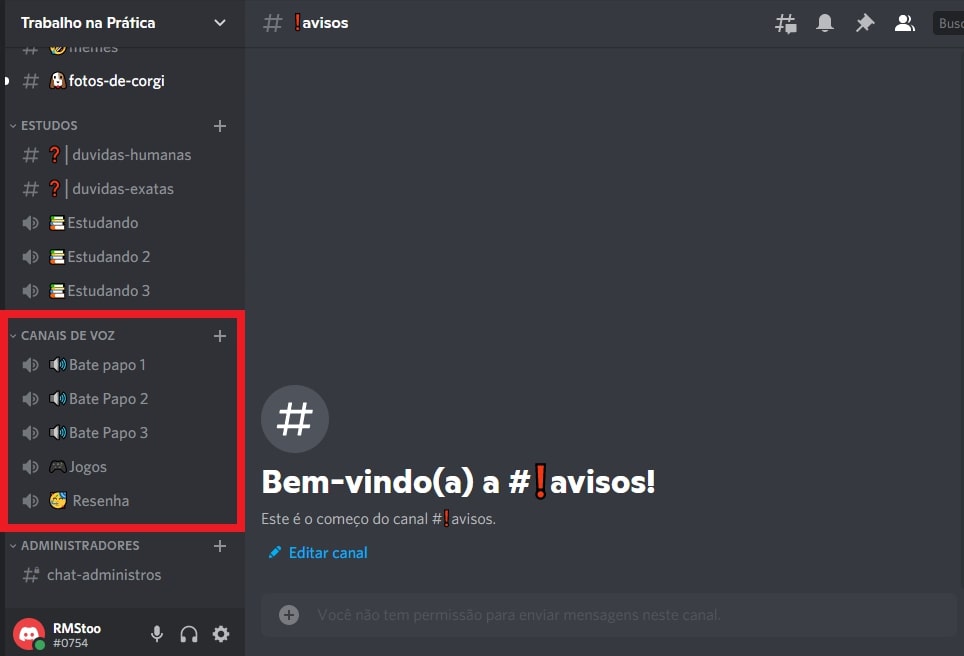 Trabalho na Prática
memes
fotos-de-corgi
ESTUDOS
❓| duvidas-humanas
❓| duvidas-exatas
📚Estudando
📚Estudando 2
📚Estudando 3
CANAIS DE VOZ
🔊Bate papo 1
🔊Bate Papo 2
🔊Bate Papo 3
🎮Jogos
🥳 Resenha
ADMINISTRADORES
chat-administros
RMStoo
#0754
# ❗avisos
Busc
Bem-vindo(a) a #❗avisos!
Este é o começo do canal #❗avisos.
Editar canal
Você não tem permissão para enviar mensagens neste canal.